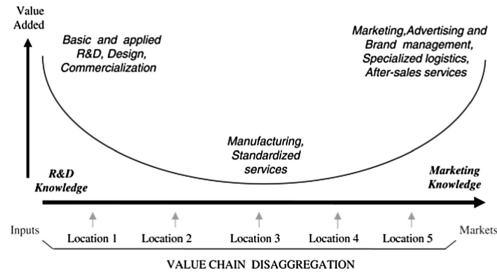 Value
Added
Basic and applied
R&D, Design,
Commercialization
Marketing,Advertising and
Brand management,
Specialized logistics,
After-sales services
Manufacturing,
Standardized
services
R&D
Knowledge
Marketing
Knowledge
Inputs
Location 1
Location 2
Location 3
Location 4
Location 5
Markets
VALUE CHAIN DISAGGREGATION